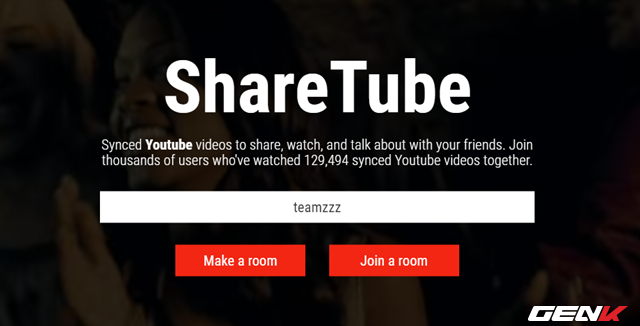 ShareTube
Synced Youtube videos to share, watch, and talk about with your friends. Join
thousands of users who've watched 129,494 synced Youtube videos together.
teamzzz
Make a room
Join a room
GENK